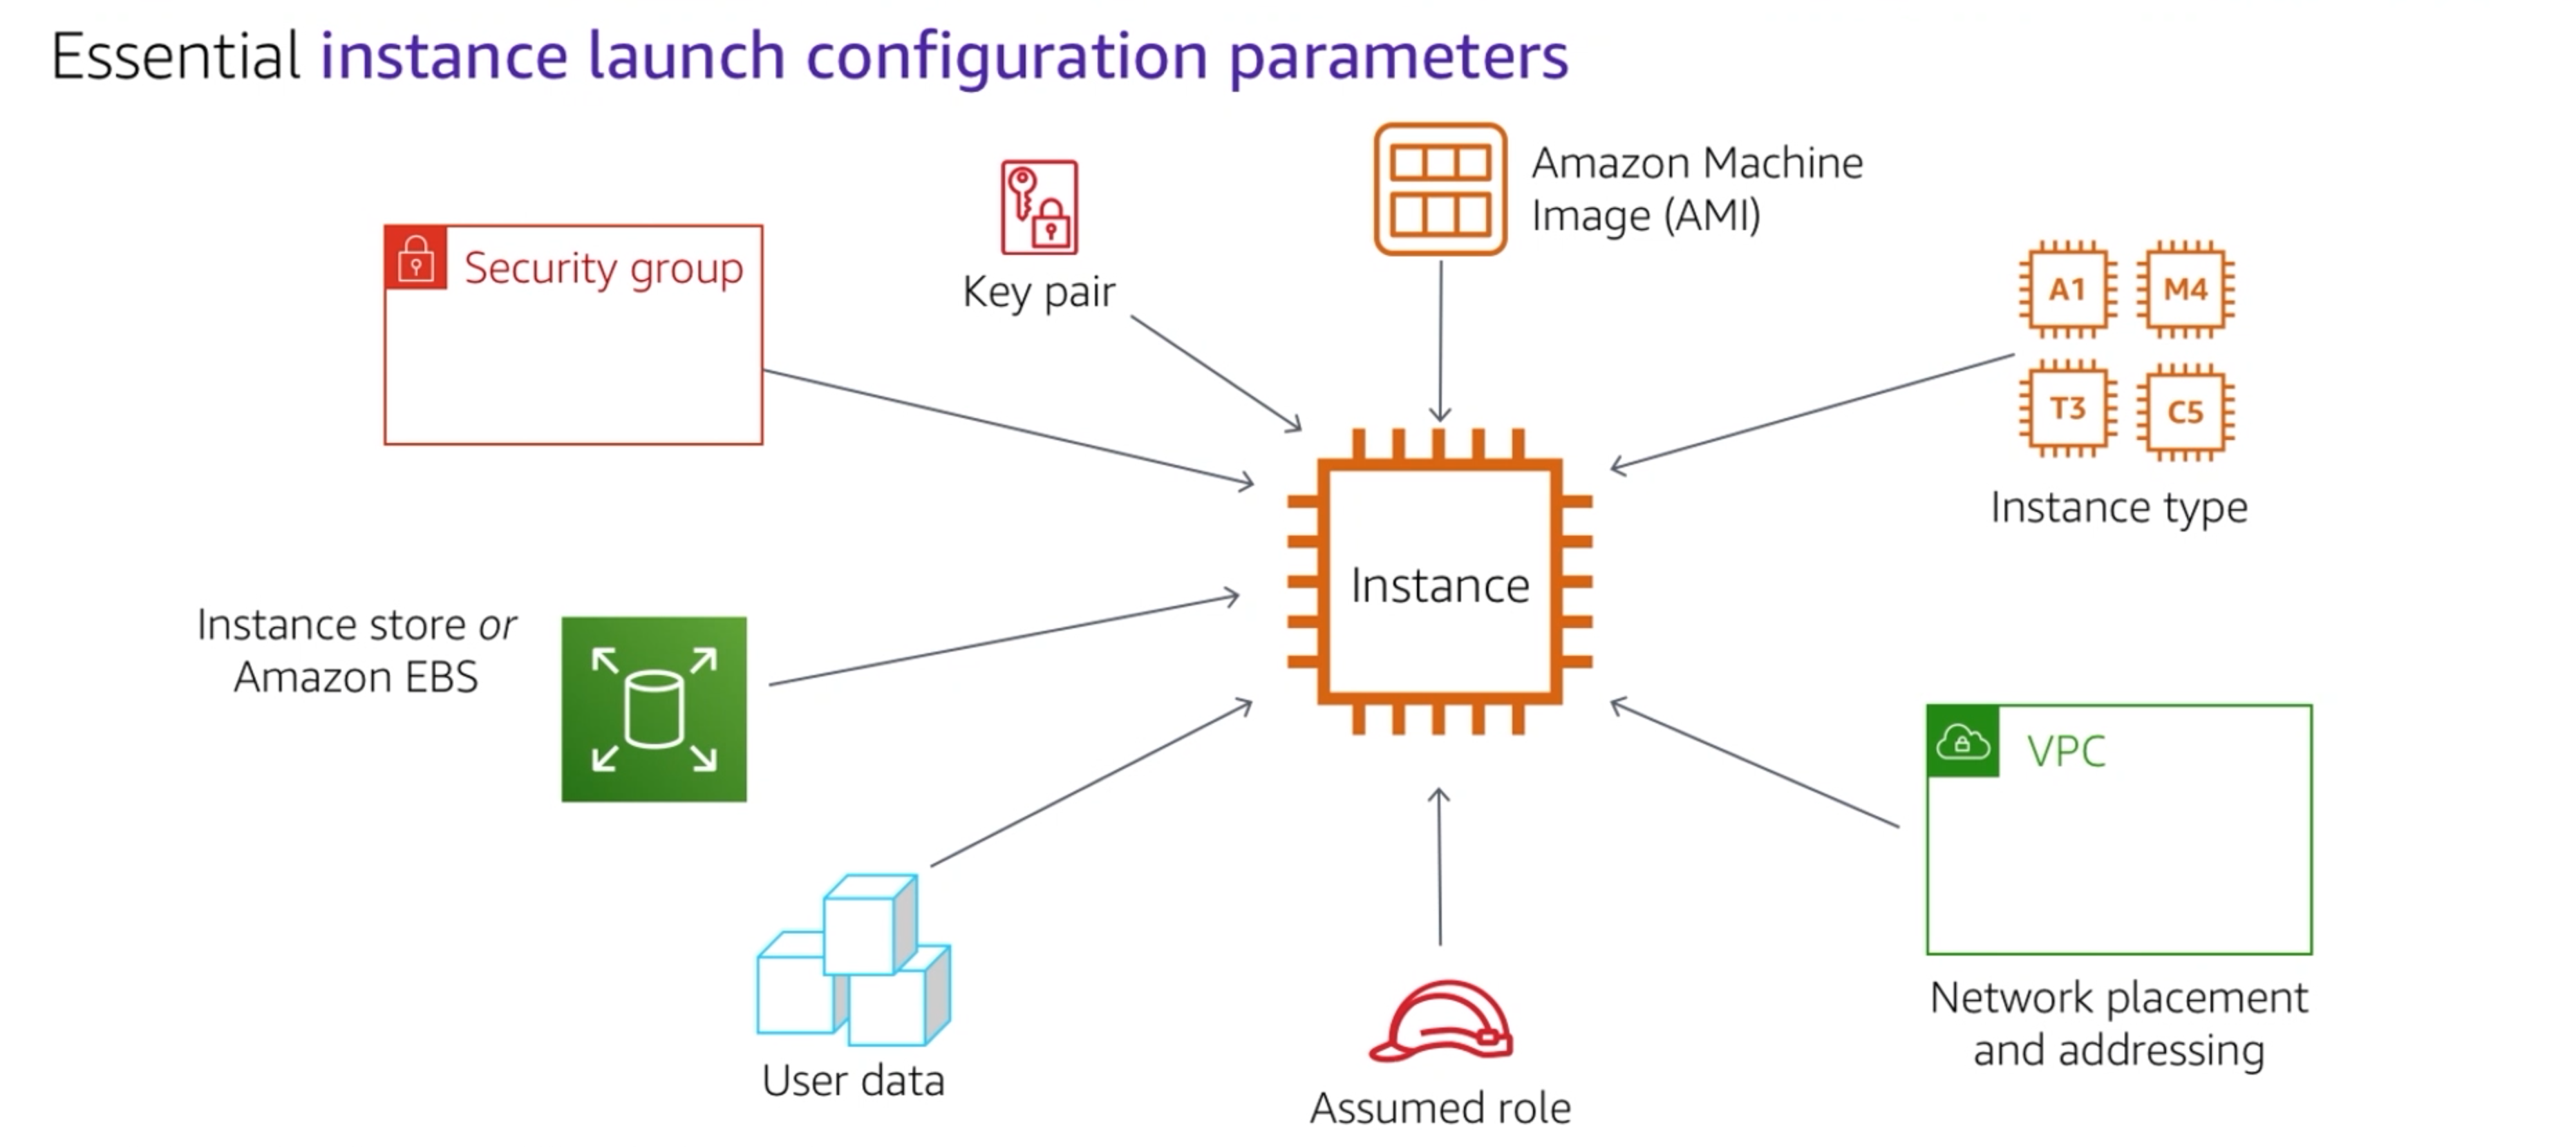 Essential instance launch configuration parameters
Amazon Machine
Image (AMI)
Key pair
Security group
A1
M4
T3
C5
Instance type
Instance
Instance store or
Amazon EBS
VPC
Network placement
and addressing
User data
Assumed role